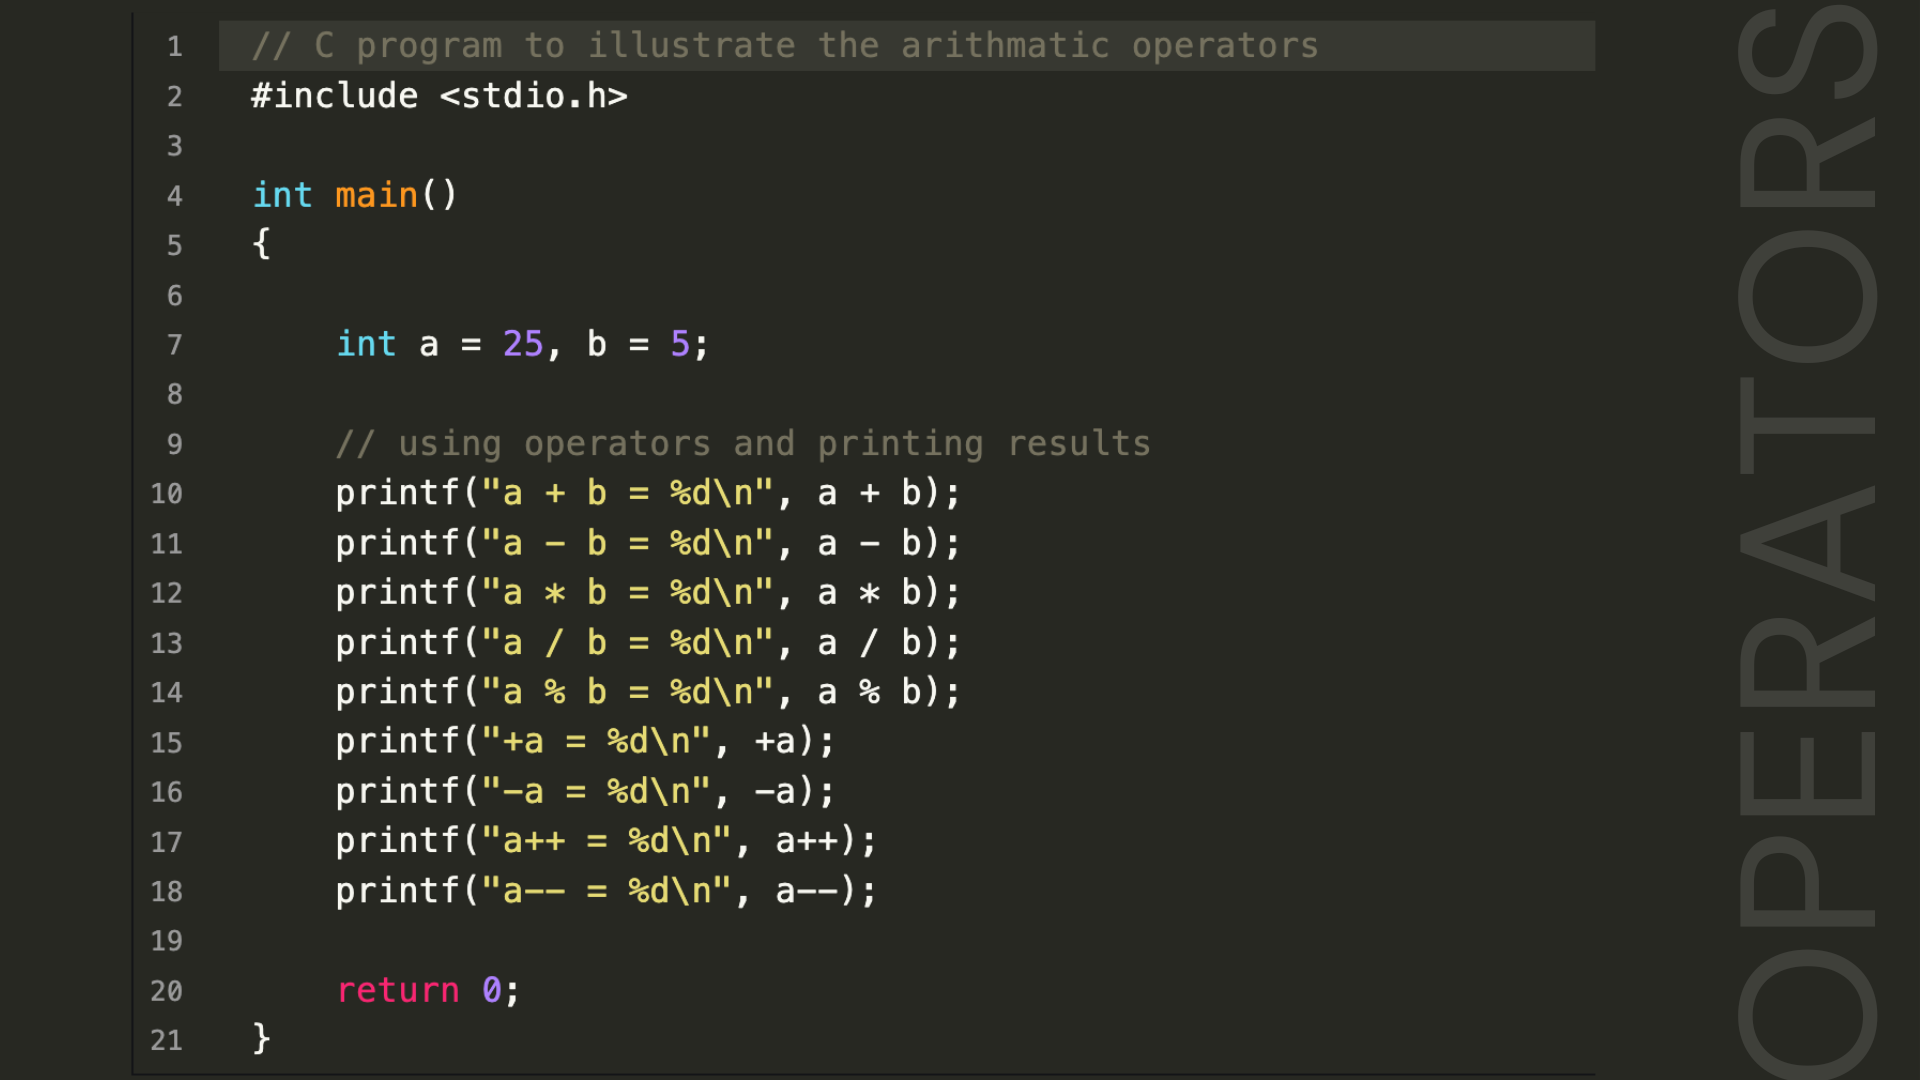 1 // C program to illustrate the arithmatic operators
2 #include <stdio.h>
3
4 int main()
5 {
6
7 int a = 25, b = 5;
8
9 // using operators and printing results
10 printf("a + b = %d\n", a + b);
11 printf("a - b = %d\n", a - b);
12 printf("a * b = %d\n", a * b);
13 printf("a / b = %d\n", a / b);
14 printf("a % b = %d\n", a % b);
15 printf("+a = %d\n", +a);
16 printf("-a = %d\n", -a);
17 printf("a++ = %d\n", a++);
18 printf("a-- = %d\n", a--);
19
20 return 0;
21 }
OPERATORS